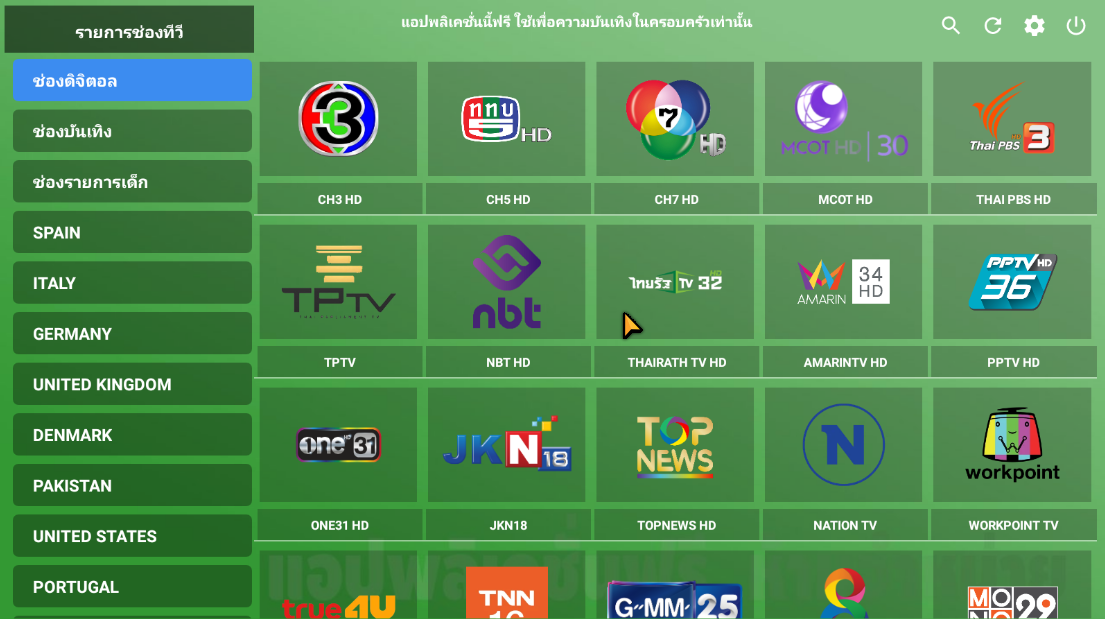 รายการช่องทีวี
แอปพลิเคชั่นนี้ฟรี ใช้เพื่อความบันเทิงในครอบครัวเท่านั้น
ช่องดิจิตอล
ช่องบันเทิง
ช่องรายการเด็ก
SPAIN
ITALY
GERMANY
UNITED KINGDOM
DENMARK
PAKISTAN
UNITED STATES
PORTUGAL
3
ททบ 5 HD
7 HD
MCOT HD 30
Thai PBS HD 3
CH3 HD
CH5 HD
CH7 HD
MCOT HD
THAI PBS HD
TPTV
nbt
ไทยรัฐ TV 32 HD
AMARIN 34 HD
PPTV HD 36
TPTV
NBT HD
THAIRATH TV HD
AMARINTV HD
PPTV HD
one HD 31
JKN 18
TOP NEWS
N
workpoint
ONE31 HD
JKN18
TOPNEWS HD
NATION TV
WORKPOINT TV
แอปพลิเคชั่นฟรี
true4U
TNN 16
GMM 25
8
MONO 29